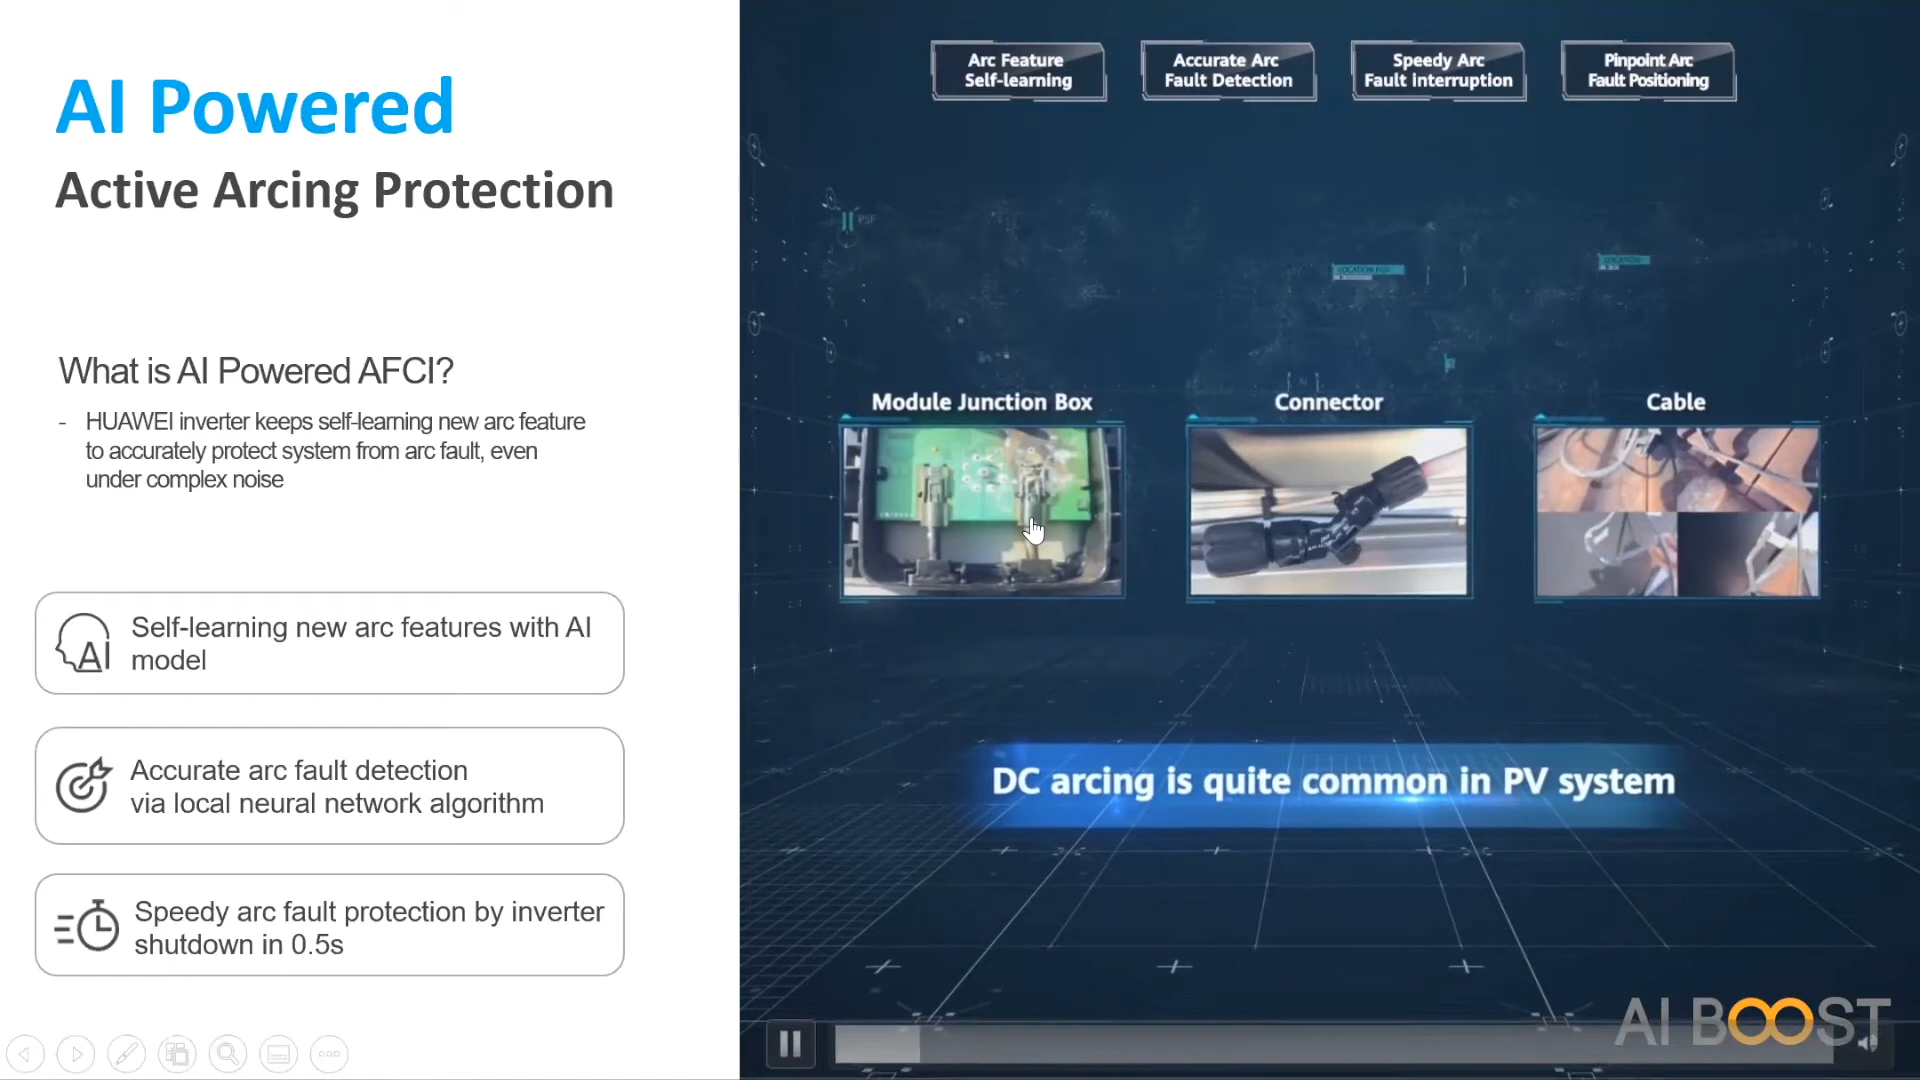 AI Powered
Active Arcing Protection
What is AI Powered AFCI?
- HUAWEI inverter keeps self-learning new arc feature
to accurately protect system from arc fault, even
under complex noise
AI
Self-learning new arc features with AI
model
Accurate arc fault detection
via local neural network algorithm
Speedy arc fault protection by inverter
shutdown in 0.5s
Arc Feature
Self-learning
Accurate Arc
Fault Detection
Speedy Arc
Fault Interruption
Pinpoint Arc
Fault Positioning
Module Junction Box
Connector
Cable
DC arcing is quite common in PV system
AI BOOST